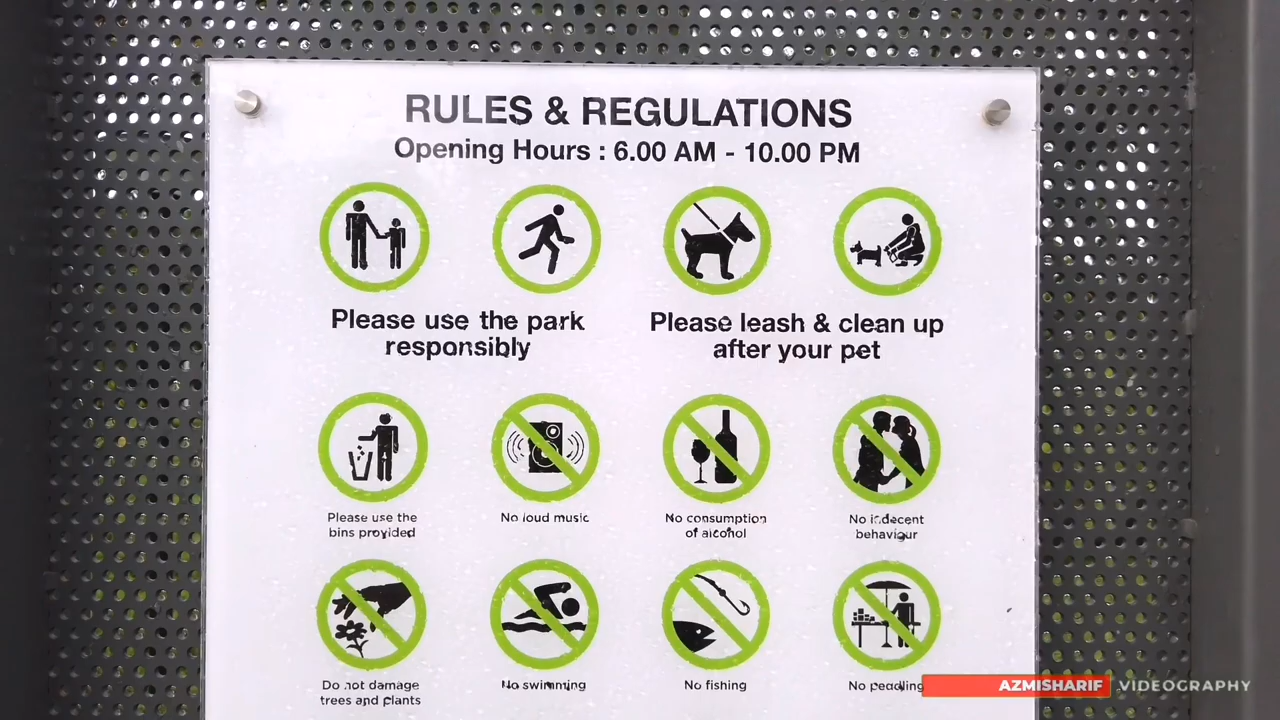 RULES & REGULATIONS
Opening Hours : 6.00 AM - 10.00 PM
Please use the park
responsibly
Please leash & clean up
after your pet
Please use the
bins provided
No loud music
No consumption
of alcohol
No indecent
behaviour
Do not damage
trees and plants
No swimming
No fishing
No peddling
AZMISHARIF VIDEOGRAPHY